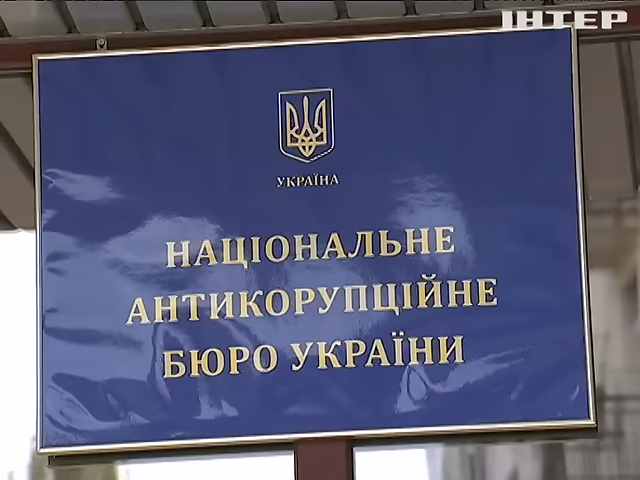 ІНТЕР
УКРАЇНА
НАЦІОНАЛЬНЕ
АНТИКОРУПЦІЙНЕ
БЮРО УКРАЇНИ